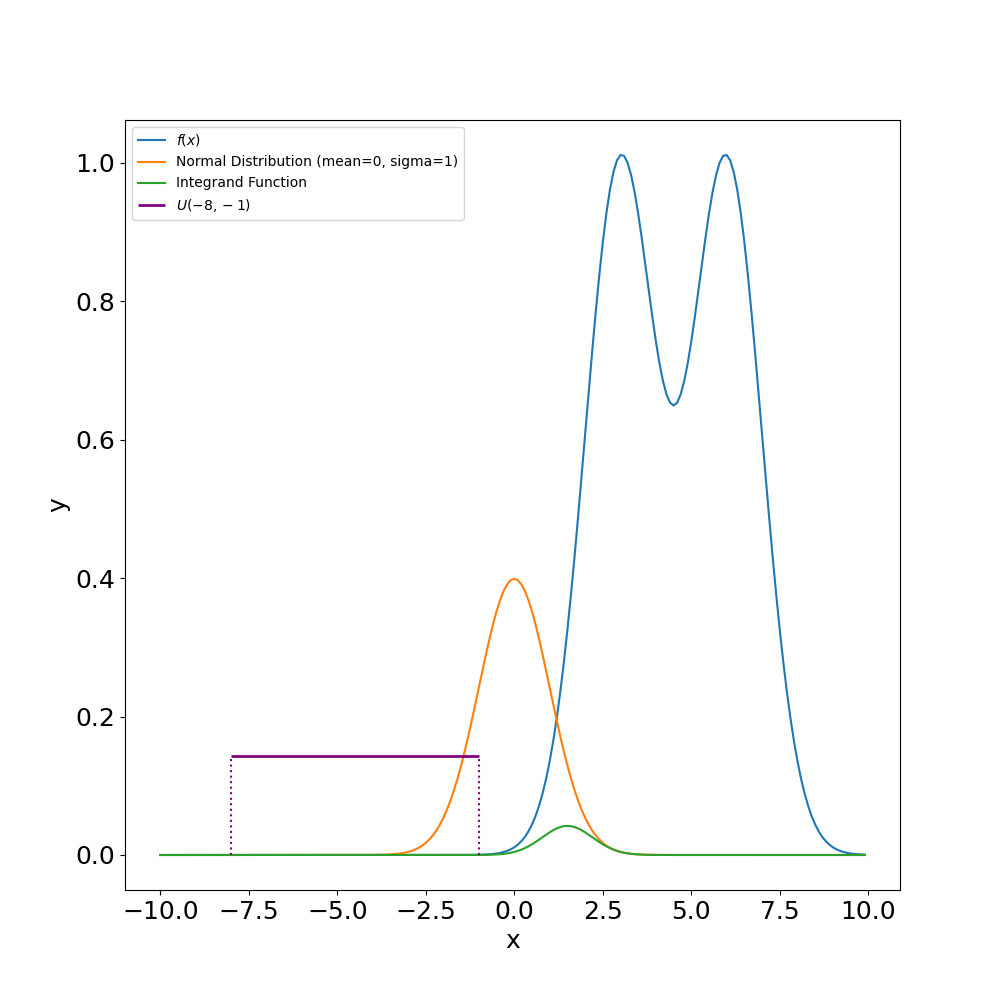 f(x)
Normal Distribution (mean=0, sigma=1)
Integrand Function
U(−8, −1)
1.0
0.8
0.6
0.4
0.2
0.0
y
−10.0 −7.5 −5.0 −2.5 0.0 2.5 5.0 7.5 10.0
x